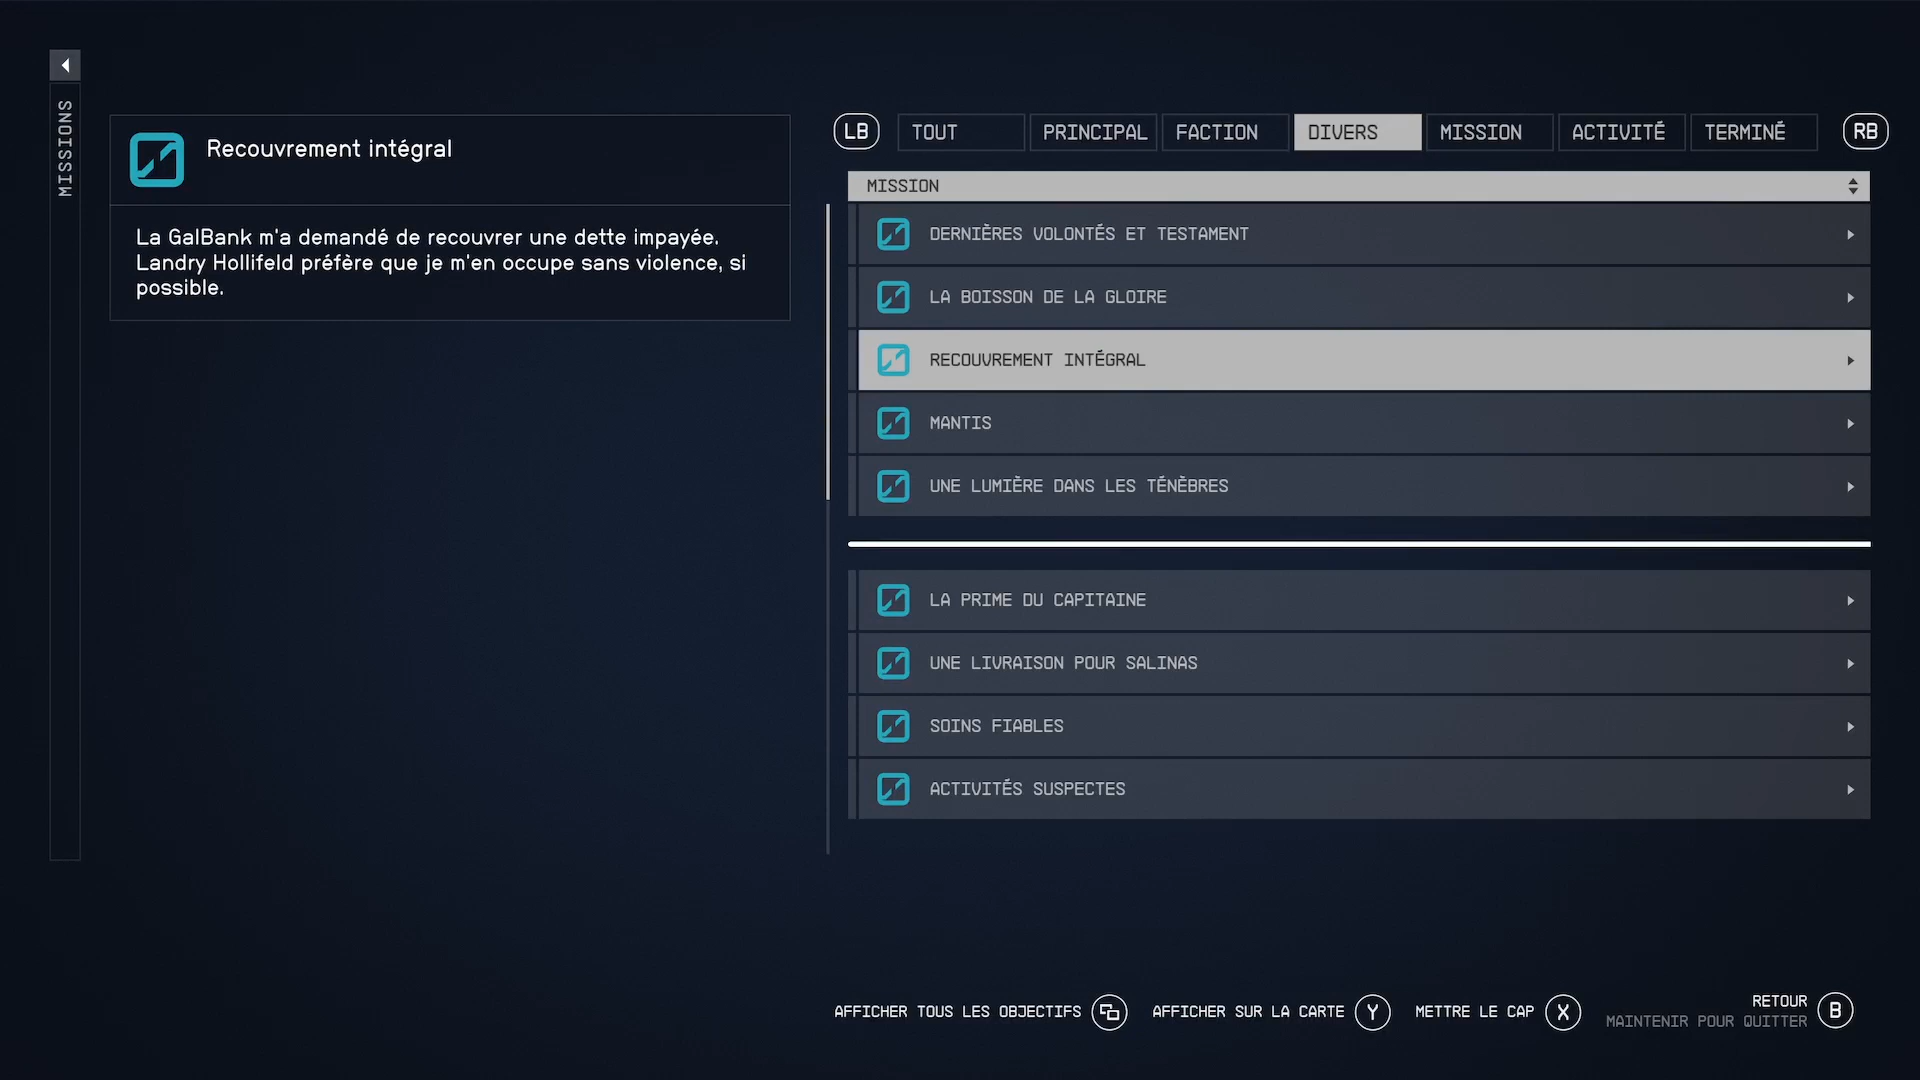 MISSIONS
Recouvrement intégral
La GalBank m'a demandé de recouvrer une dette impayée.
Landry Hollifeld préfère que je m'en occupe sans violence, si
possible.
LB
TOUT
PRINCIPAL
FACTION
DIVERS
MISSION
ACTIVITÉ
TERMINÉ
RB
MISSION
DERNIÈRES VOLONTÉS ET TESTAMENT
LA BOISSON DE LA GLOIRE
RECOUVREMENT INTÉGRAL
MANTIS
UNE LUMIÈRE DANS LES TÉNÈBRES
LA PRIME DU CAPITAINE
UNE LIVRAISON POUR SALINAS
SOINS FIABLES
ACTIVITÉS SUSPECTES
AFFICHER TOUS LES OBJECTIFS
AFFICHER SUR LA CARTE Y
METTRE LE CAP X
RETOUR B
MAINTENIR POUR QUITTER